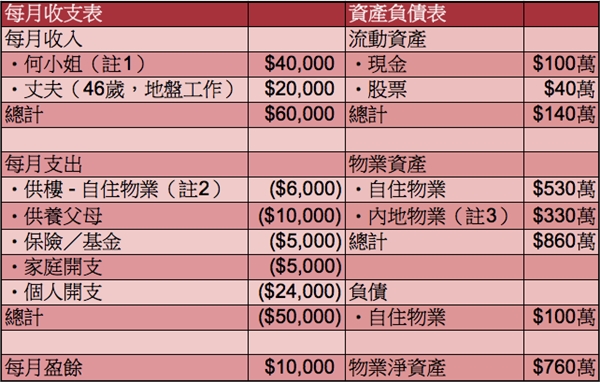 每月收支表 資產負債表
每月收入 流動資產
・何小姐（註1） $40,000 ・現金 $100萬
・丈夫（46歲，地盤工作） $20,000 ・股票 $40萬
總計 $60,000 $140萬
每月支出 物業資產
・供樓 - 自住物業（註2） ($6,000) ・自住物業 $530萬
・供養父母 ($10,000) ・內地物業（註3） $330萬
・保險／基金 ($5,000) 總計 $860萬
・家庭開支 ($5,000)
・個人開支 ($24,000) 負債
總計 ($50,000) ・自住物業 $100萬
每月盈餘 $10,000 物業淨資產 $760萬